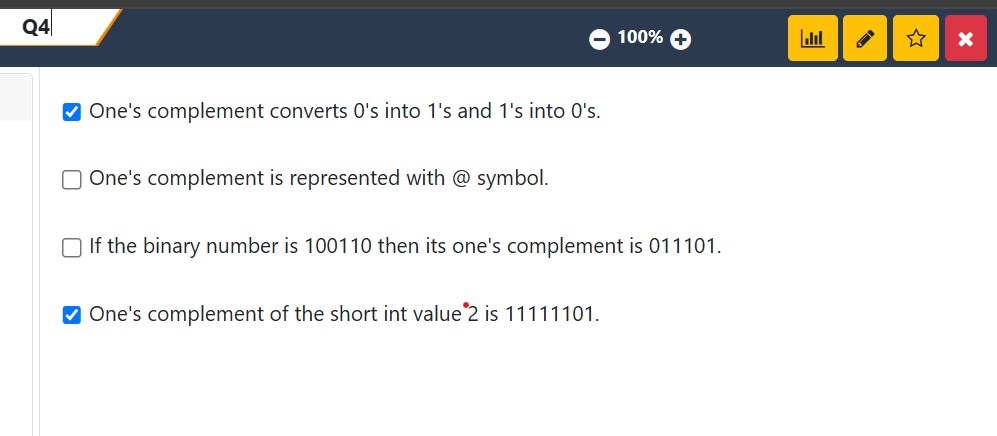 Q4
100%
One's complement converts 0's into 1's and 1's into 0's.
One's complement is represented with @ symbol.
If the binary number is 100110 then its one's complement is 011101.
One's complement of the short int value 2 is 11111101.